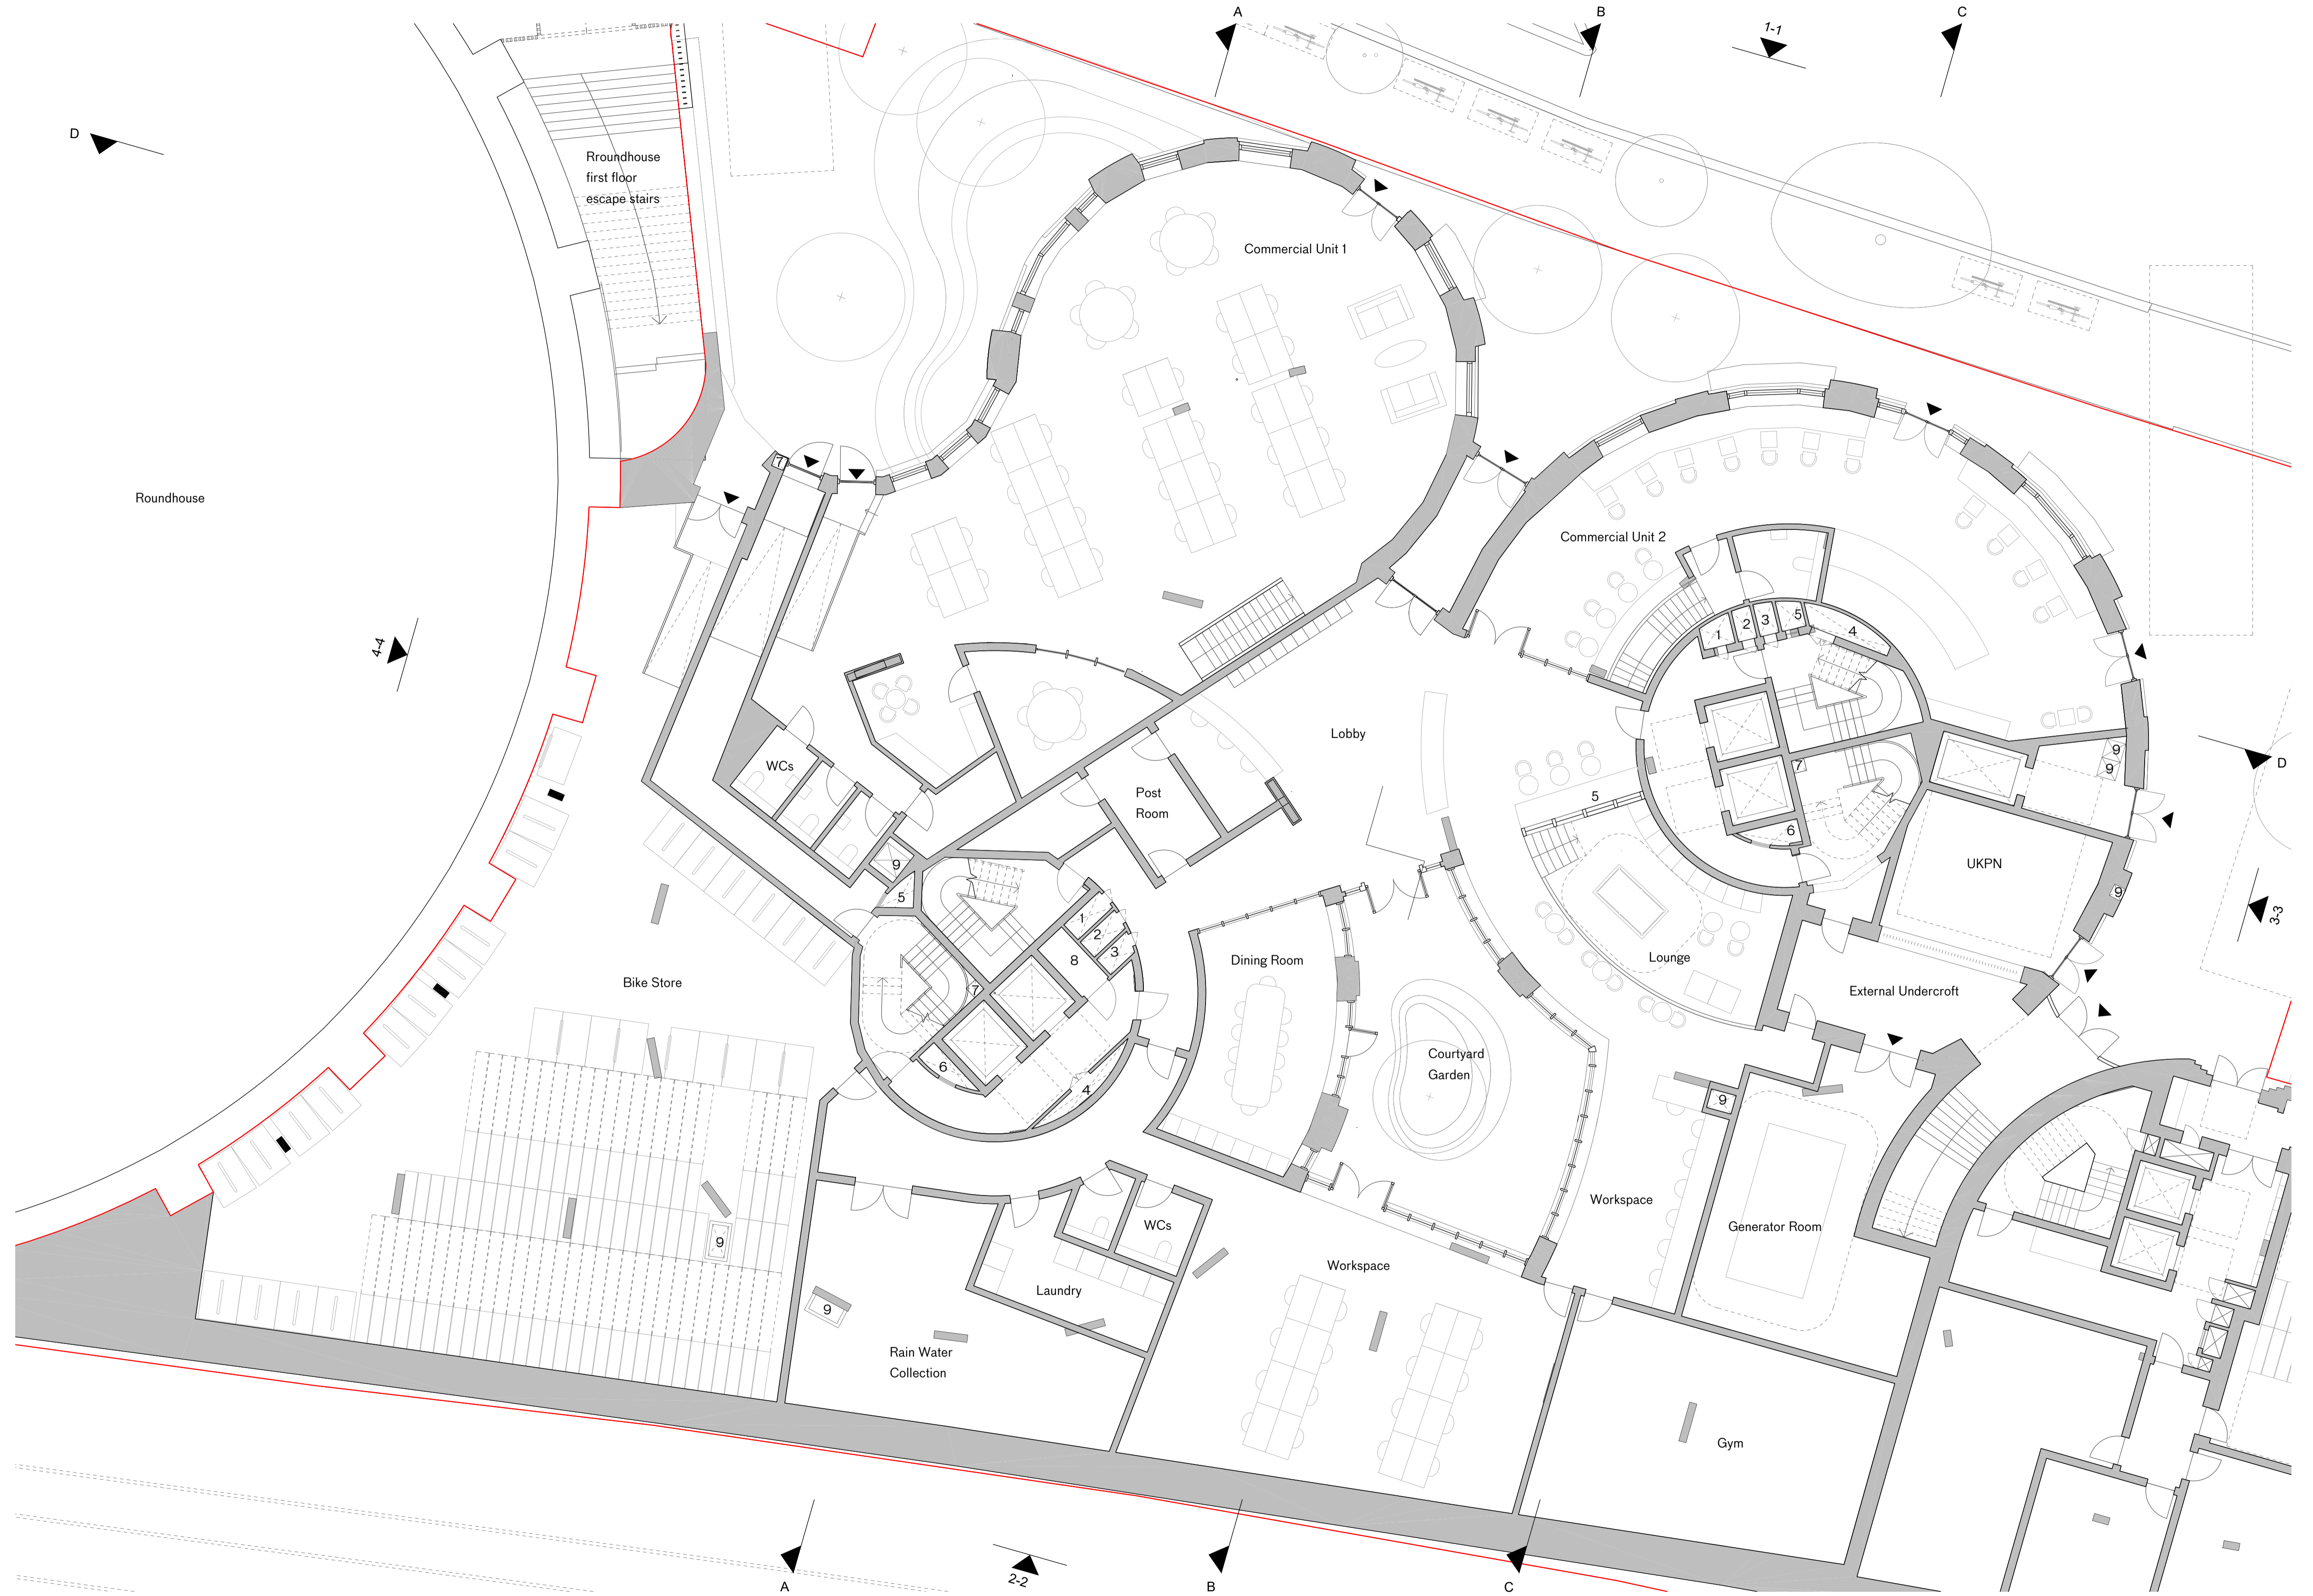 A
B
C
1-1
D
Rroundhouse
first floor
escape stairs
Commercial Unit 1
7
Roundhouse
Commercial Unit 2
1
2
3
5
4
4-4
Lobby
WCs
9
9
7
D
Post
Room
5
6
UKPN
9
9
5
3-3
1
2
3
8
Dining Room
Lounge
Bike Store
7
External Undercroft
6
4
Courtyard
Garden
9
Workspace
WCs
Generator Room
9
Workspace
Laundry
9
Rain Water
Collection
Gym
A
2-2
B
C